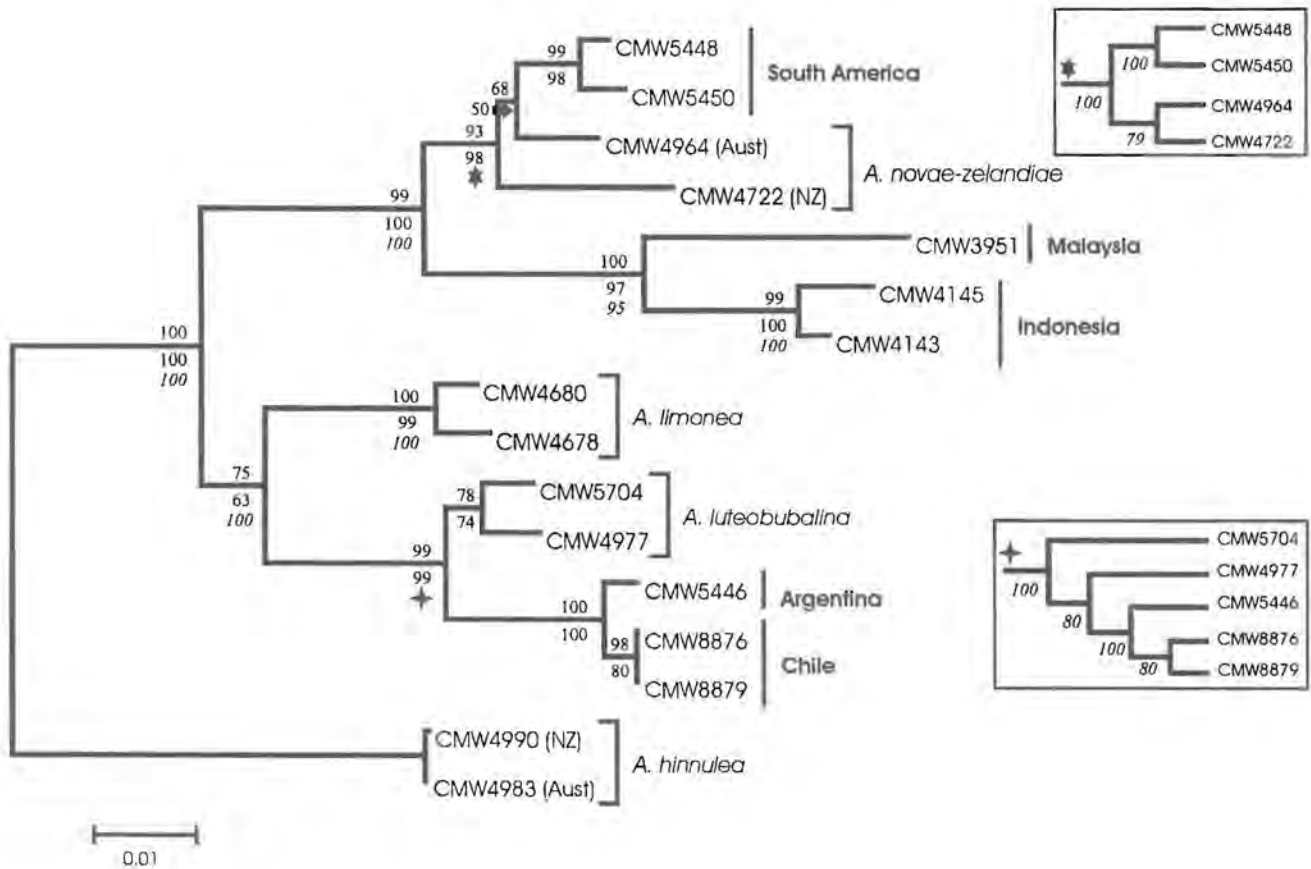 99
98
CMW5448
CMW5450
South America
68
50
CMW4964 (Aust)
93
98
CMW4722 (NZ)
A. novae-zelandiae
99
100
100
CMW3951
Malaysia
100
97
95
99
100
100
CMW4145
CMW4143
Indonesia
100
100
100
100
99
100
CMW4680
CMW4678
A. limonea
75
63
100
78
74
CMW5704
CMW4977
A. luteobubalina
99
99
100
100
CMW5446
Argentina
98
80
CMW8876
CMW8879
Chile
CMW4990 (NZ)
CMW4983 (Aust)
A. hinnulea
0.01
CMW5448
100
CMW5450
100
CMW4964
79
CMW4722
CMW5704
100
CMW4977
80
CMW5446
100
CMW8876
80
CMW8879